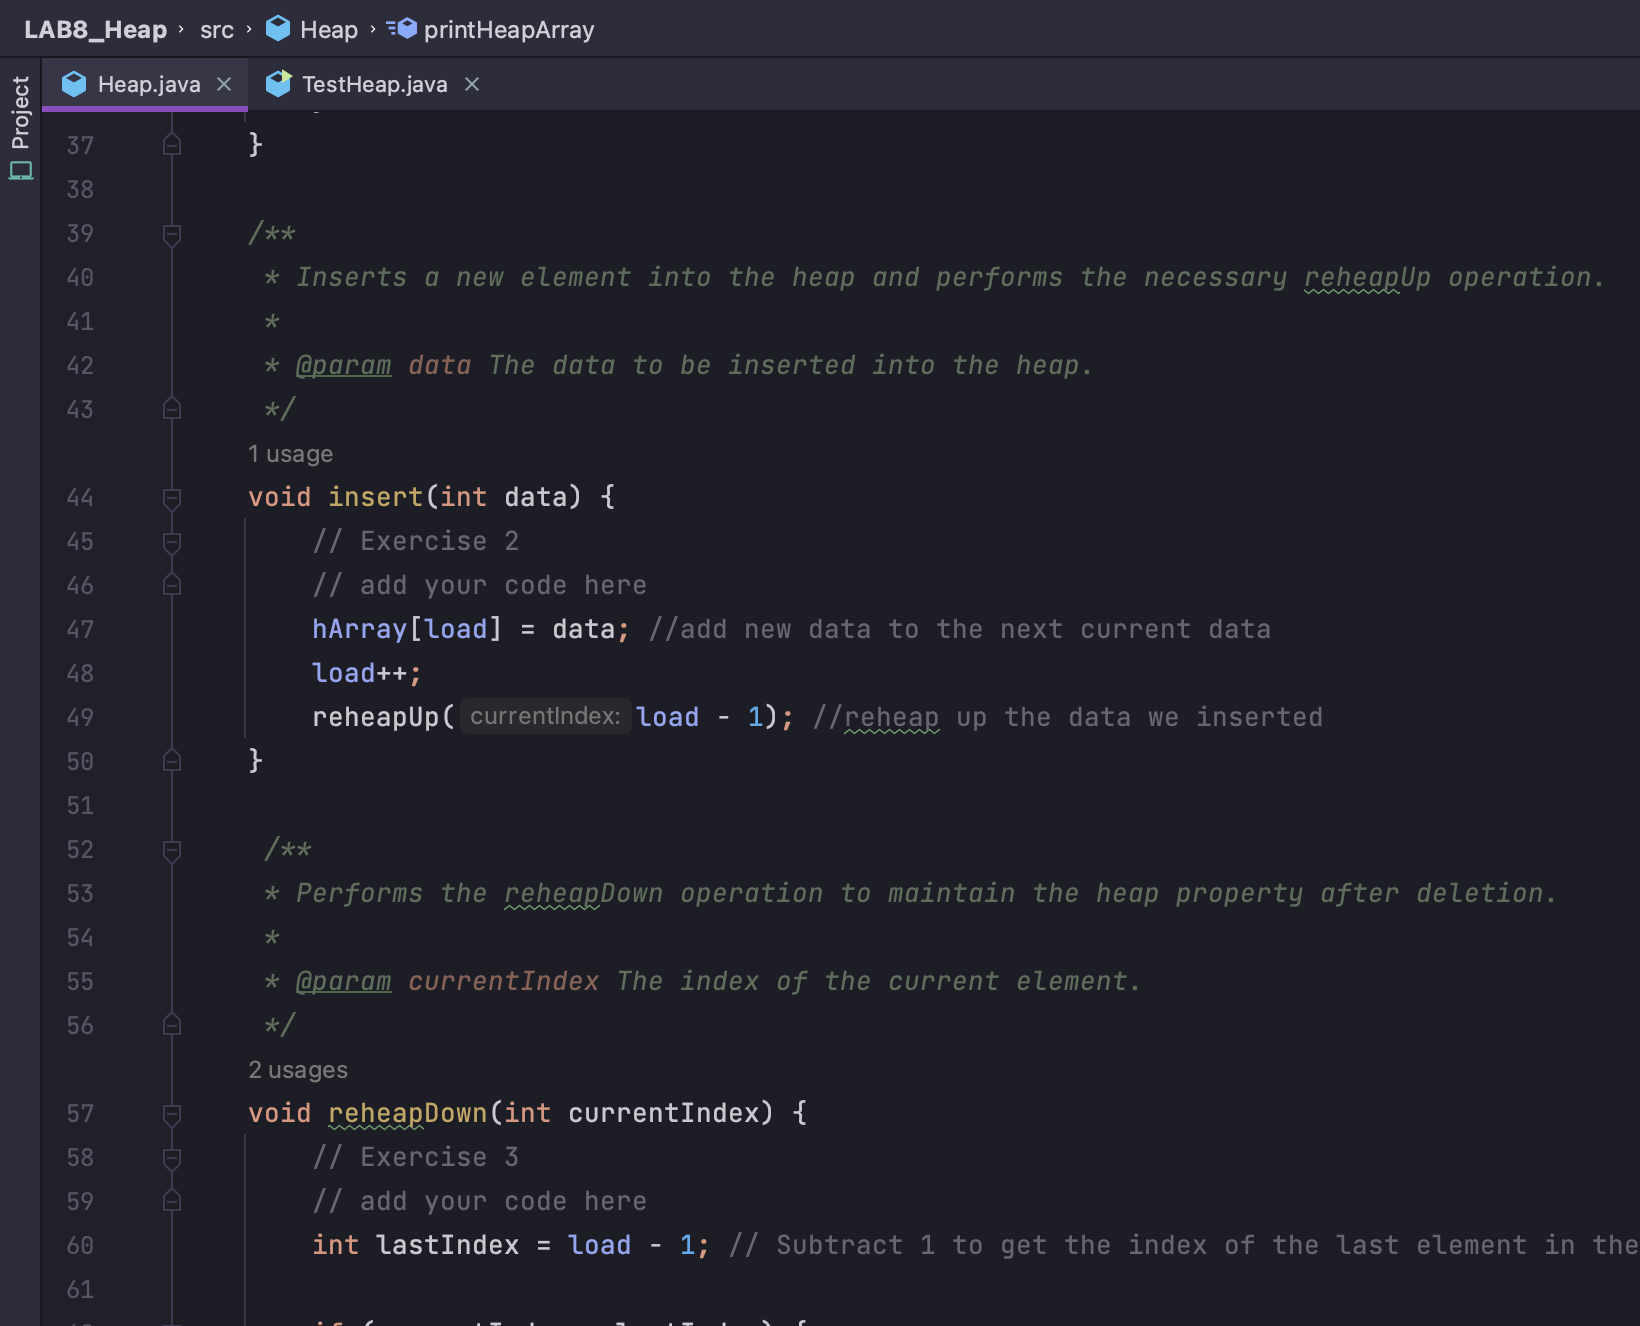 LAB8_Heap › src › Heap › printHeapArray
Project
Heap.java × TestHeap.java ×
37 }
38
39 /**
40 * Inserts a new element into the heap and performs the necessary reheapUp operation.
41 *
42 * @param data The data to be inserted into the heap.
43 */
1 usage
44 void insert(int data) {
45 // Exercise 2
46 // add your code here
47 hArray[load] = data; //add new data to the next current data
48 load++;
49 reheapUp( currentIndex: load - 1); //reheap up the data we inserted
50 }
51
52 /**
53 * Performs the reheapDown operation to maintain the heap property after deletion.
54 *
55 * @param currentIndex The index of the current element.
56 */
2 usages
57 void reheapDown(int currentIndex) {
58 // Exercise 3
59 // add your code here
60 int lastIndex = load - 1; // Subtract 1 to get the index of the last element in the
61